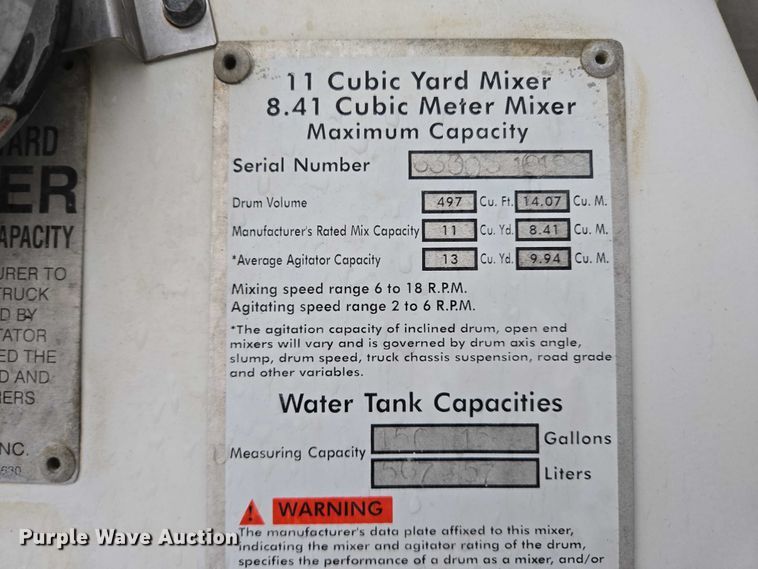 ARD
ER
APACITY
URER TO
TRUCK
D BY
TATOR
ED THE
D AND
RERS
NC.
630
11 Cubic Yard Mixer
8.41 Cubic Meter Mixer
Maximum Capacity
Serial Number
Drum Volume 497 Cu. Ft. 14.07 Cu. M.
Manufacturer's Rated Mix Capacity 11 Cu. Yd. 8.41 Cu. M.
*Average Agitator Capacity 13 Cu. Yd. 9.94 Cu. M.
Mixing speed range 6 to 18 R.P.M.
Agitating speed range 2 to 6 R.P.M.
*The agitation capacity of inclined drum, open end
mixers will vary and is governed by drum axis angle,
slump, drum speed, truck chassis suspension, road grade
and other variables.
Water Tank Capacities
Measuring Capacity Gallons
Liters
WARNING
The manufacturer's data plate affixed to this mixer,
indicating the mixer and agitator rating of the drum,
specifies the performance of a drum as a mixer, and/or
Purple Wave Auction